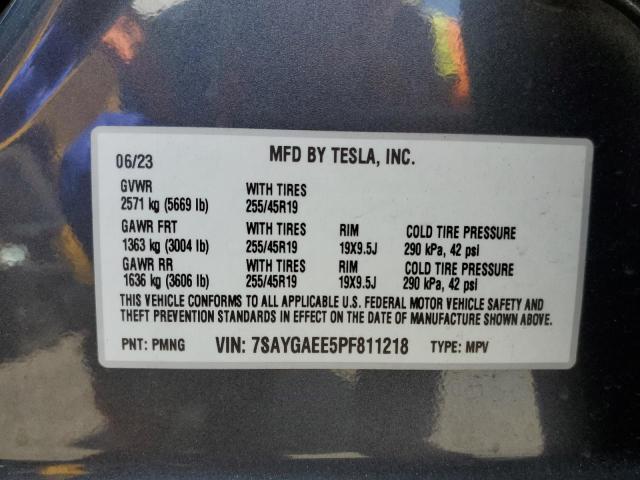 06/23 MFD BY TESLA, INC.
GVWR WITH TIRES
2571 kg (5669 lb) 255/45R19
GAWR FRT WITH TIRES RIM COLD TIRE PRESSURE
1363 kg (3004 lb) 255/45R19 19X9.5J 290 kPa, 42 psi
GAWR RR WITH TIRES RIM COLD TIRE PRESSURE
1636 kg (3606 lb) 255/45R19 19X9.5J 290 kPa, 42 psi
THIS VEHICLE CONFORMS TO ALL APPLICABLE U.S. FEDERAL MOTOR VEHICLE SAFETY AND
THEFT PREVENTION STANDARDS IN EFFECT ON THE DATE OF MANUFACTURE SHOWN ABOVE.
PNT: PMNG VIN: 7SAYGAEE5PF811218 TYPE: MPV